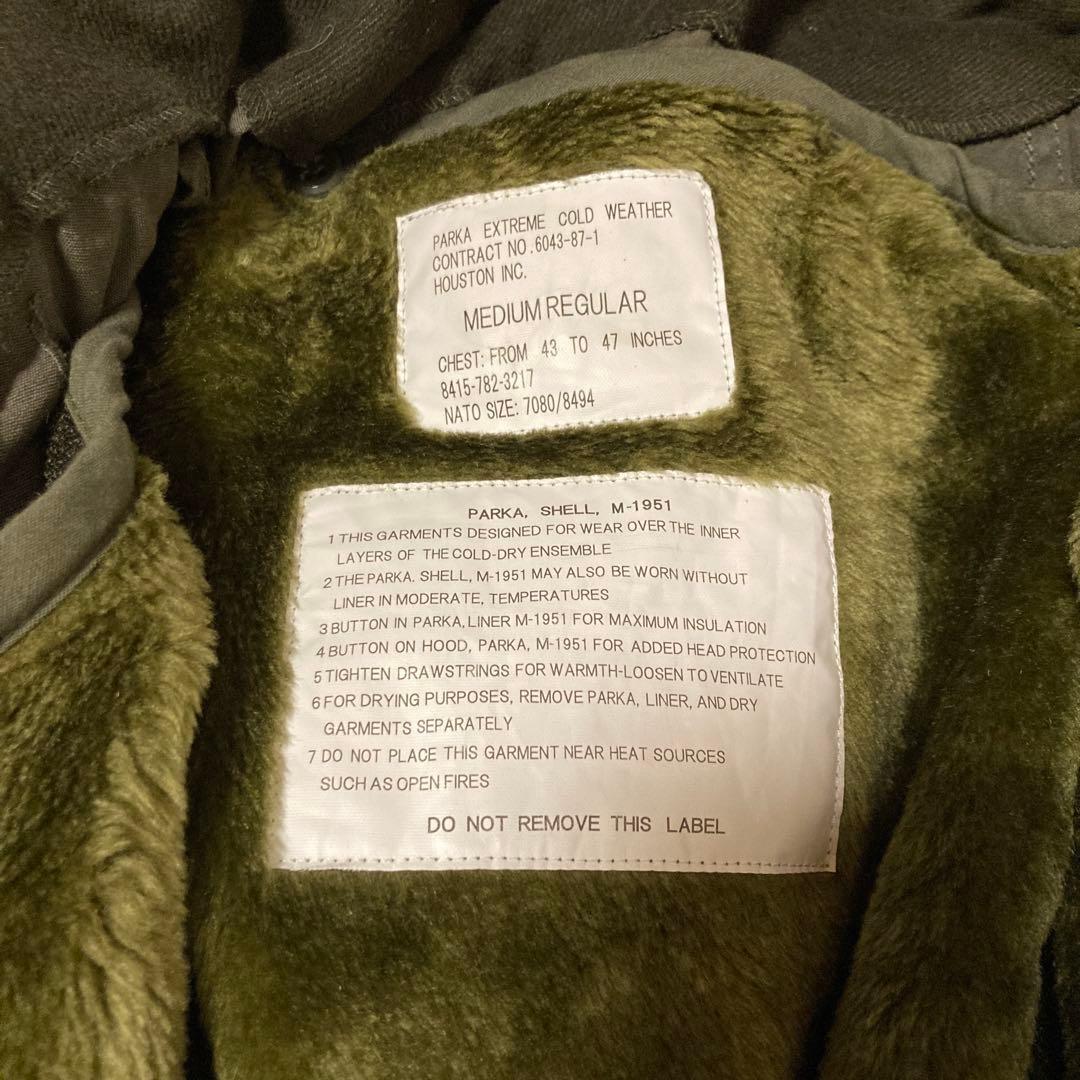 PARKA EXTREME COLD WEATHER
CONTRACT NO.6043-87-1
HOUSTON INC.
MEDIUM REGULAR
CHEST: FROM 43 TO 47 INCHES
8415-782-3217
NATO SIZE: 7080/8494
PARKA, SHELL, M-1951
1 THIS GARMENTS DESIGNED FOR WEAR OVER THE INNER
LAYERS OF THE COLD-DRY ENSEMBLE
2 THE PARKA. SHELL, M-1951 MAY ALSO BE WORN WITHOUT
LINER IN MODERATE, TEMPERATURES
3 BUTTON IN PARKA, LINER M-1951 FOR MAXIMUM INSULATION
4 BUTTON ON HOOD, PARKA, M-1951 FOR ADDED HEAD PROTECTION
5 TIGHTEN DRAWSTRINGS FOR WARMTH-LOOSEN TO VENTILATE
6 FOR DRYING PURPOSES, REMOVE PARKA, LINER, AND DRY
GARMENTS SEPARATELY
7 DO NOT PLACE THIS GARMENT NEAR HEAT SOURCES
SUCH AS OPEN FIRES
DO NOT REMOVE THIS LABEL